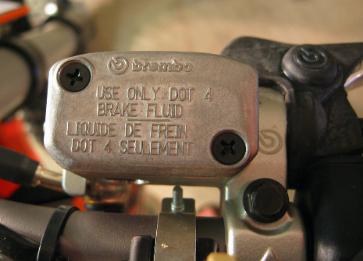 brembo
USE ONLY DOT 4
BRAKE FLUID
LIQUIDE DE FREIN
DOT 4 SEULEMENT